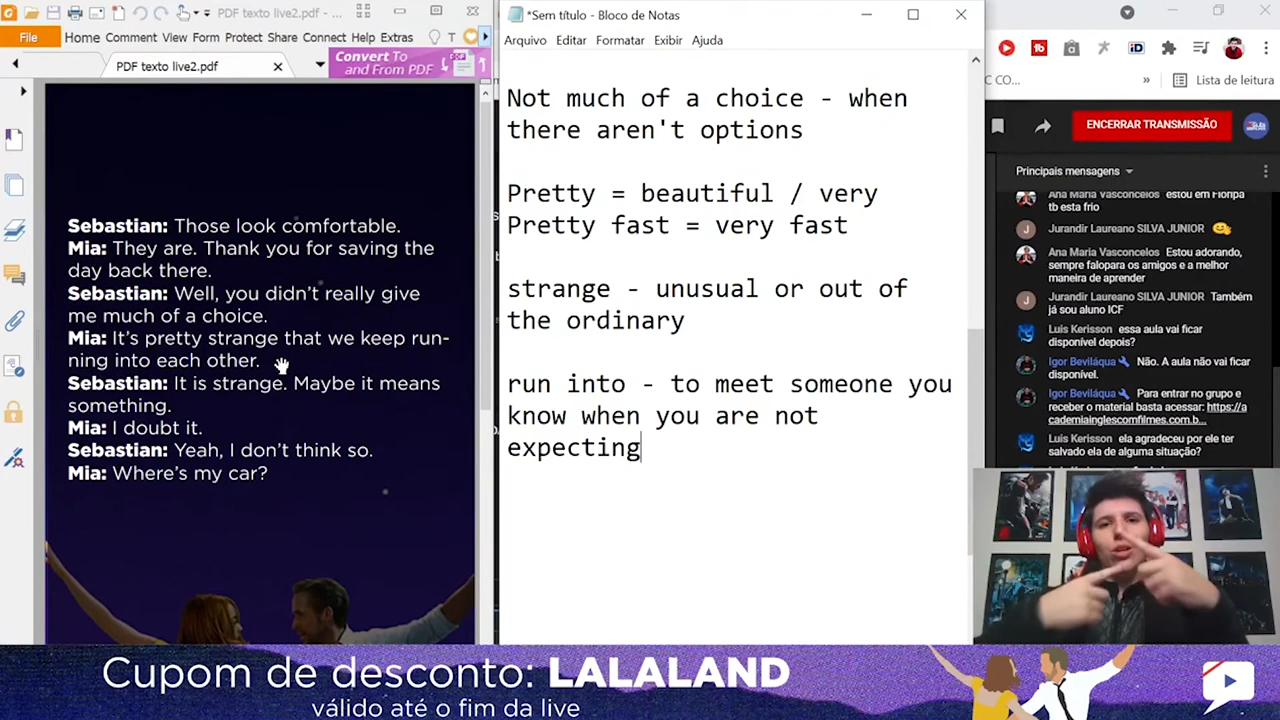 PDF texto live2.pdf - ...
File Home Comment View Form Protect Share Connect Help Extras
PDF texto live2.pdf
Convert To
and From PDF
Sebastian: Those look comfortable.
Mia: They are. Thank you for saving the
day back there.
Sebastian: Well, you didn't really give
me much of a choice.
Mia: It's pretty strange that we keep run-
ning into each other.
Sebastian: It is strange. Maybe it means
something.
Mia: I doubt it.
Sebastian: Yeah, I don't think so.
Mia: Where's my car?
*Sem título - Bloco de Notas
Arquivo Editar Formatar Exibir Ajuda
Not much of a choice - when
there aren't options
Pretty = beautiful / very
Pretty fast = very fast
strange - unusual or out of
the ordinary
run into - to meet someone you
know when you are not
expecting
C CO...
»
Lista de leitura
ENCERRAR TRANSMISSÃO
Principais mensagens
Ana Maria Vasconcelos estou em Floripa
tb esta frio
Jurandir Laureano SILVA JUNIOR
Ana Maria Vasconcelos Estou adorando,
sempre falopara os amigos e a melhor
maneira de aprender
Jurandir Laureano SILVA JUNIOR Também
já sou aluno ICF
Luis Kerisson essa aula vai ficar
disponível depois?
Igor Beviláqua Não. A aula não vai ficar
disponível.
Igor Beviláqua Para entrar no grupo e
receber o material basta acessar: https://a
cademiainglescomfilmes.com.b...
Luis Kerisson ela agradeceu por ele ter
salvado ela de alguma situação?
Cupom de desconto: LALALAND
válido até o fim da live